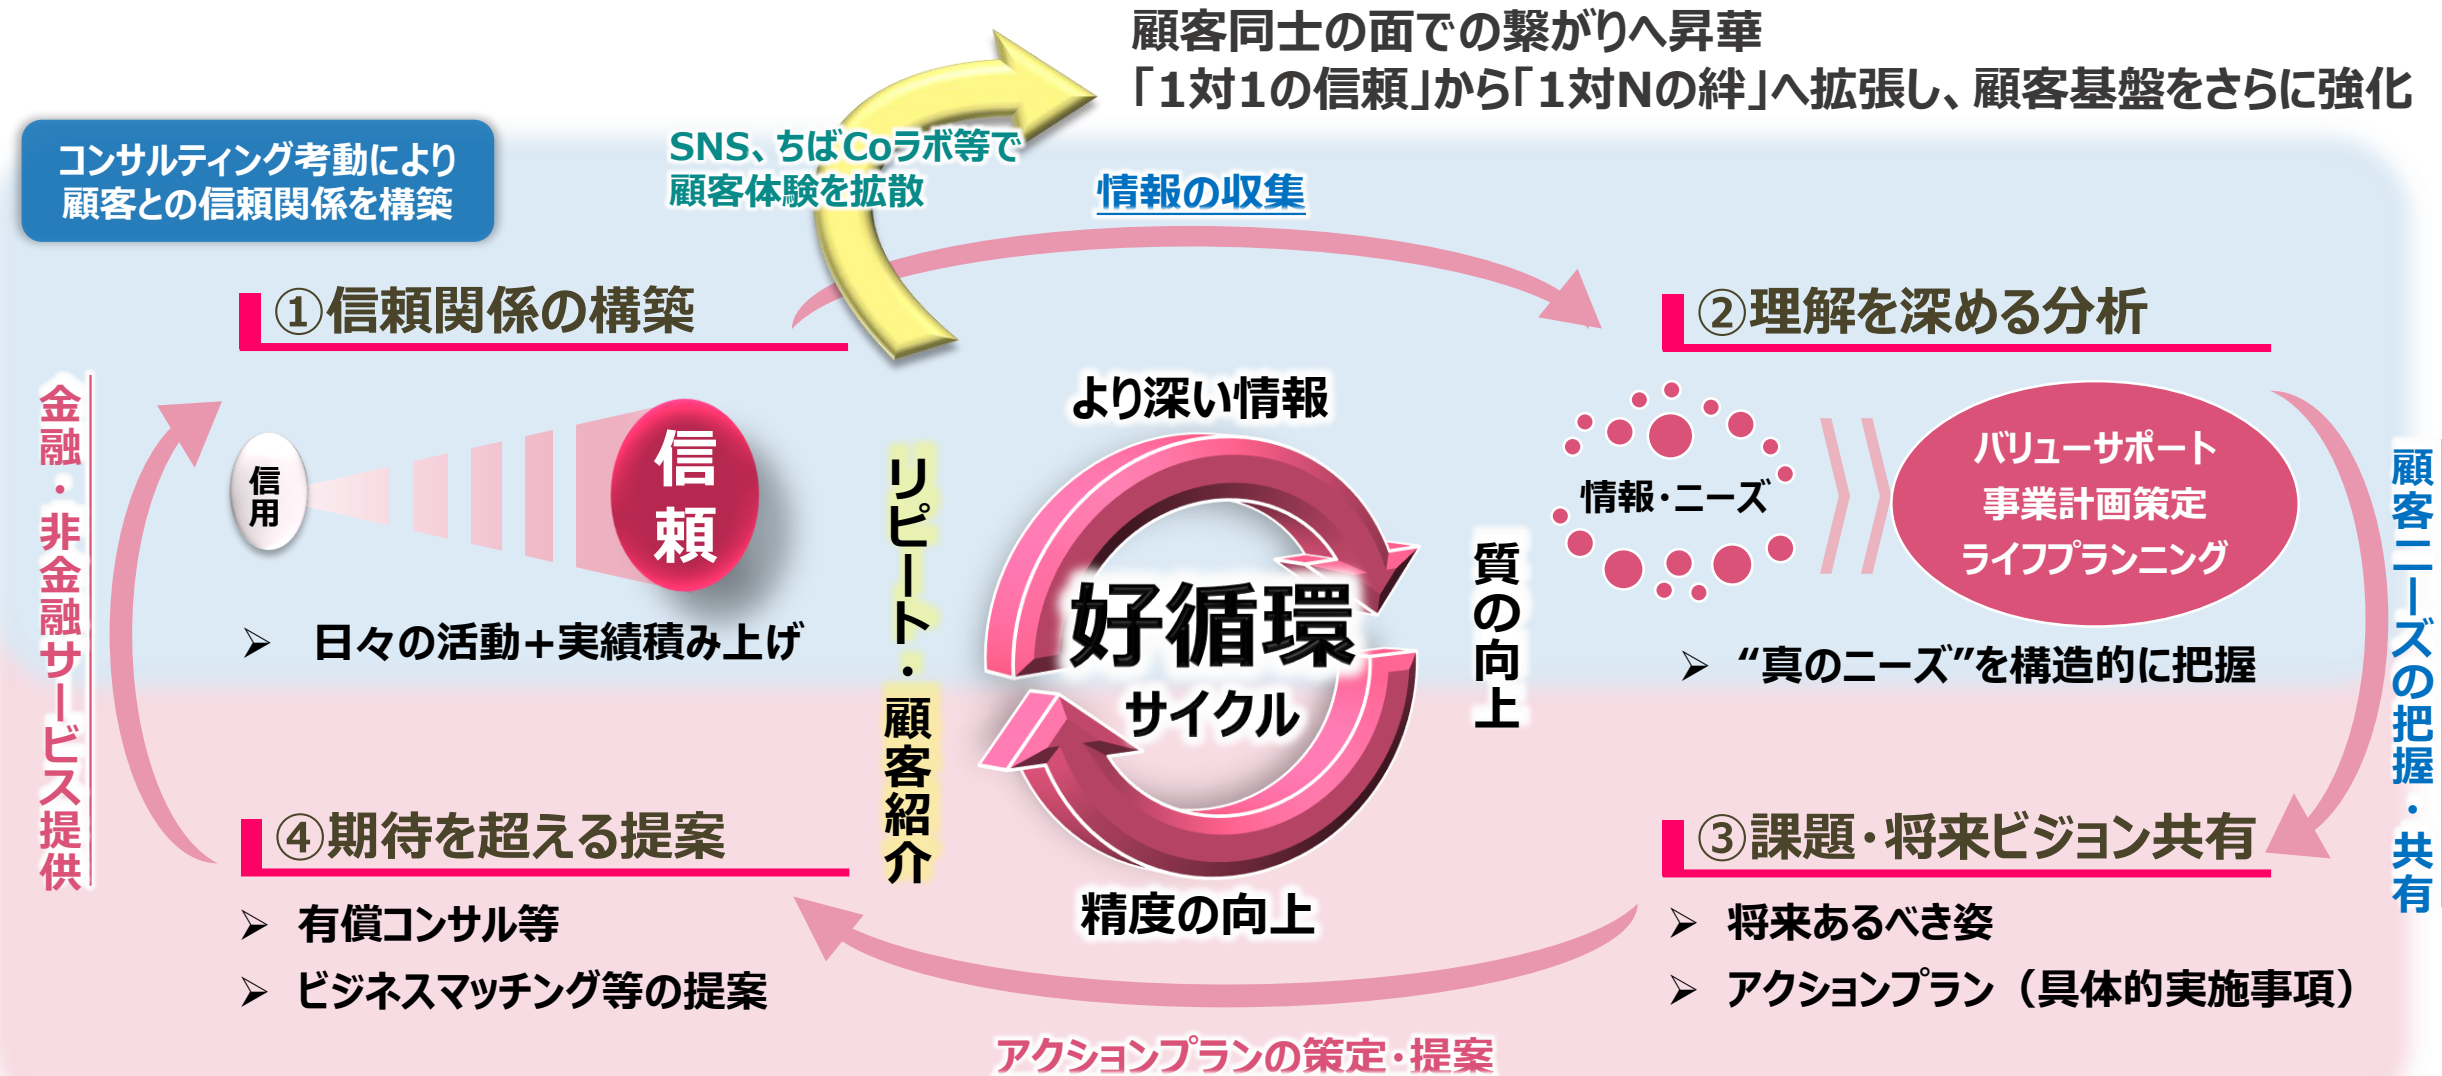 顧客同士の面での繋がりへ昇華
「1対1の信頼」から「1対Nの絆」へ拡張し、顧客基盤をさらに強化
コンサルティング考動により
顧客との信頼関係を構築
SNS、ちばCoラボ等で
顧客体験を拡散
情報の収集
①信頼関係の構築
信用
信頼
➢ 日々の活動+実績積み上げ
②理解を深める分析
情報・ニーズ
バリューサポート
事業計画策定
ライフプランニング
➢ “真のニーズ”を構造的に把握
顧客ニーズの把握・共有
③課題・将来ビジョン共有
➢ 将来あるべき姿
➢ アクションプラン（具体的実施事項）
アクションプランの策定・提案
④期待を超える提案
➢ 有償コンサル等
➢ ビジネスマッチング等の提案
金融・非金融サービス提供
リピート・顧客紹介
より深い情報
質の向上
好循環
サイクル
精度の向上